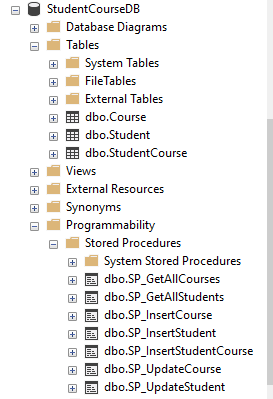 StudentCourseDB
Database Diagrams
Tables
System Tables
FileTables
External Tables
dbo.Course
dbo.Student
dbo.StudentCourse
Views
External Resources
Synonyms
Programmability
Stored Procedures
System Stored Procedures
dbo.SP_GetAllCourses
dbo.SP_GetAllStudents
dbo.SP_InsertCourse
dbo.SP_InsertStudent
dbo.SP_InsertStudentCourse
dbo.SP_UpdateCourse
dbo.SP_UpdateStudent